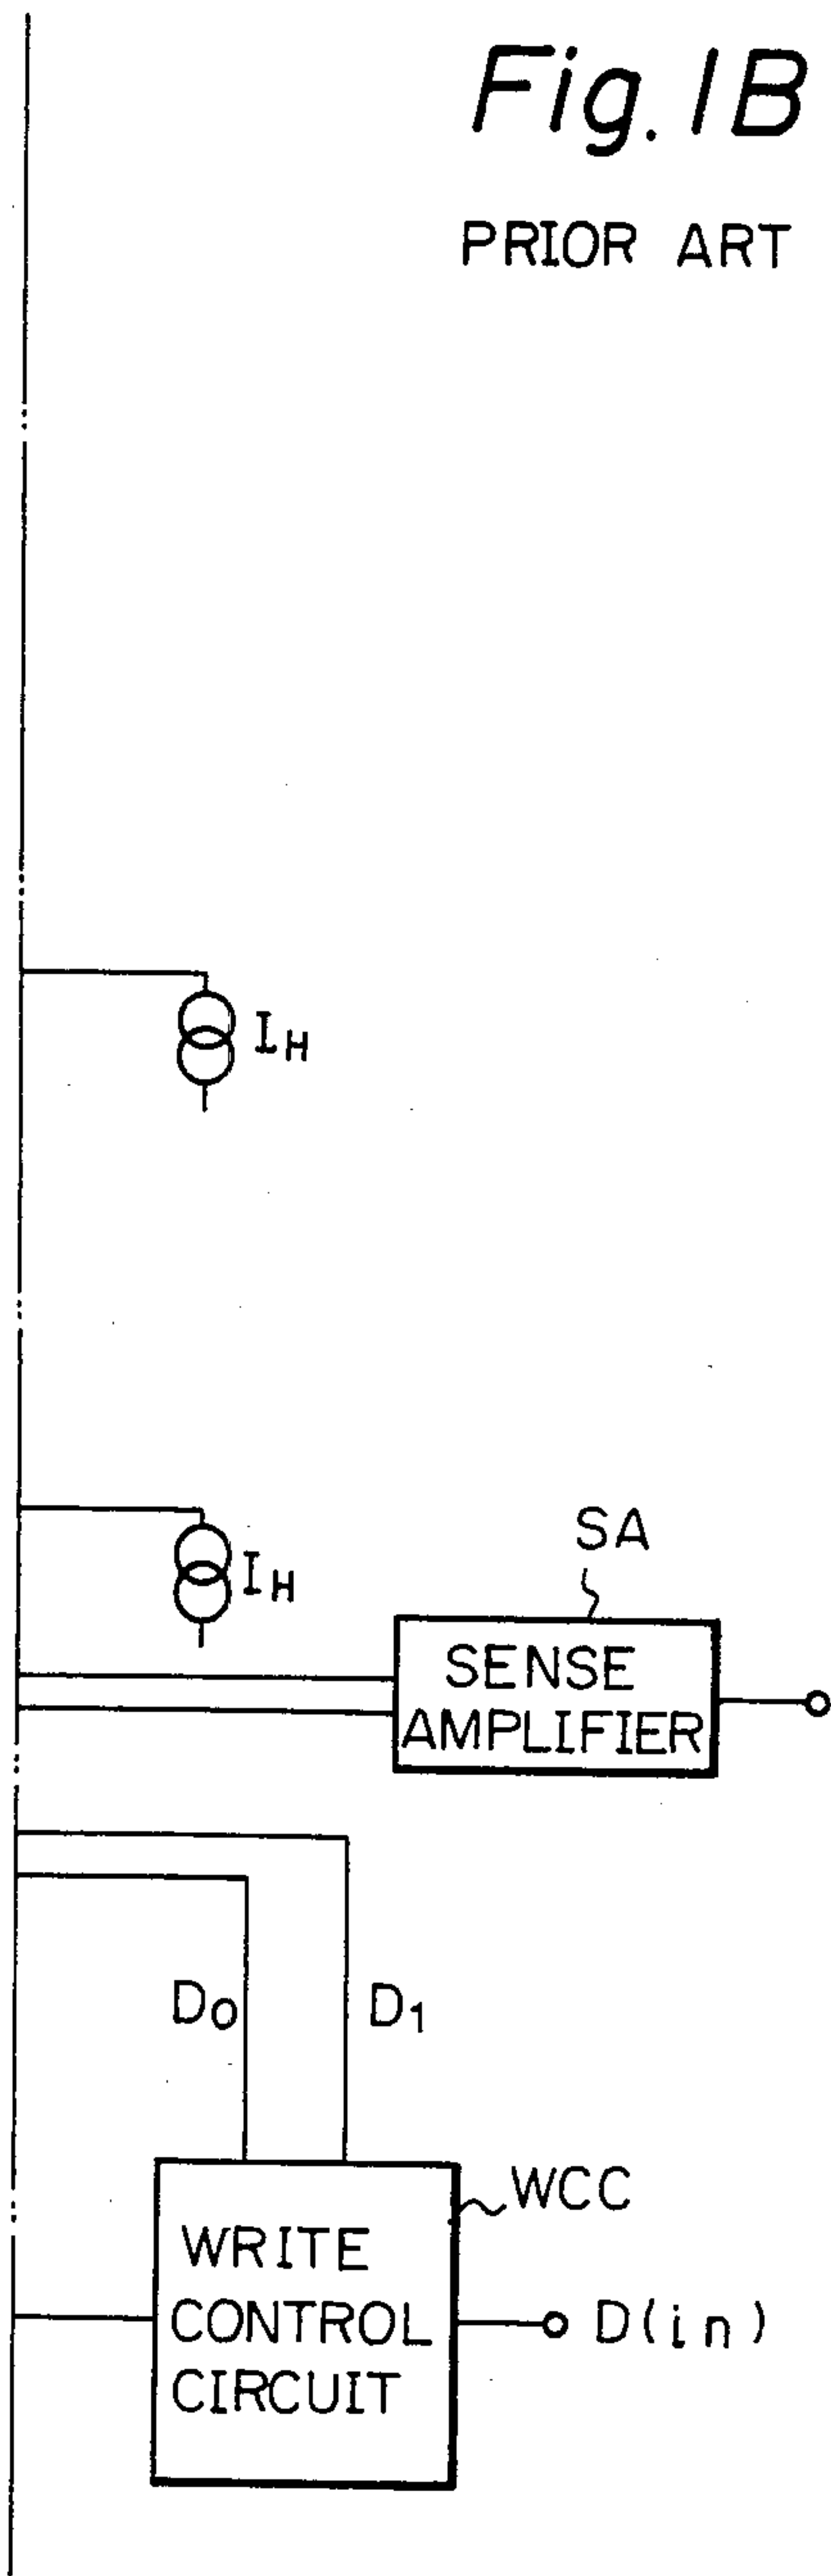 Fig. 1B
PRIOR ART
IH
IH
SA
SENSE
AMPLIFIER
D0
D1
WCC
WRITE
CONTROL
CIRCUIT
D(in)